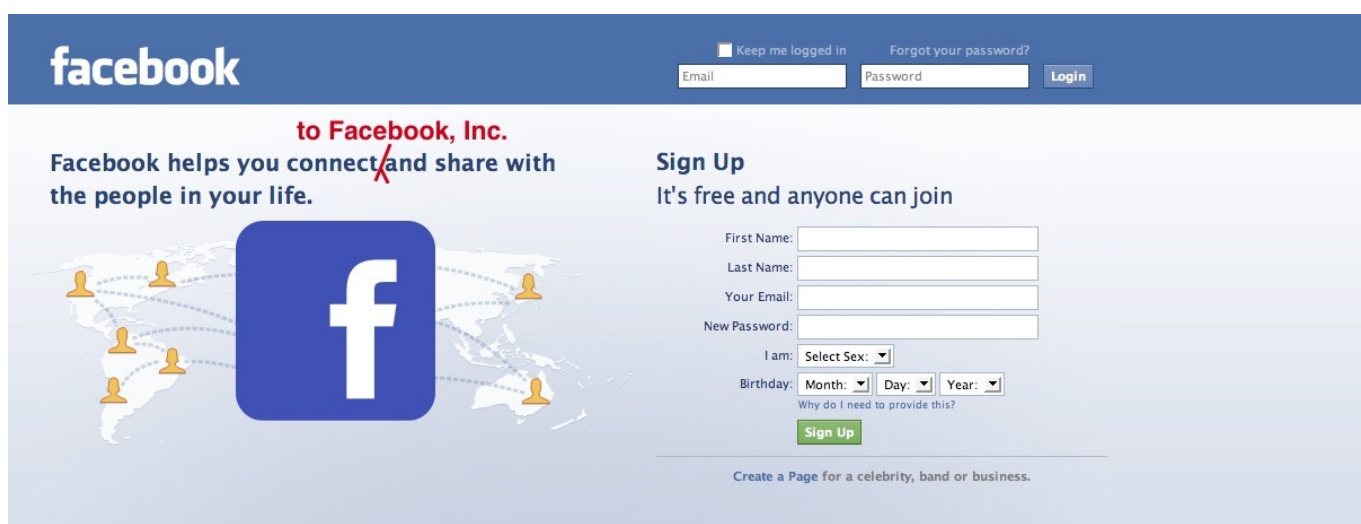 facebook
Keep me logged in
Forgot your password?
Email
Password
Login
to Facebook, Inc.
Facebook helps you connect and share with
the people in your life.
f
Sign Up
It's free and anyone can join
First Name:
Last Name:
Your Email:
New Password:
I am: Select Sex:
Birthday: Month: Day: Year:
Why do I need to provide this?
Sign Up
Create a Page for a celebrity, band or business.